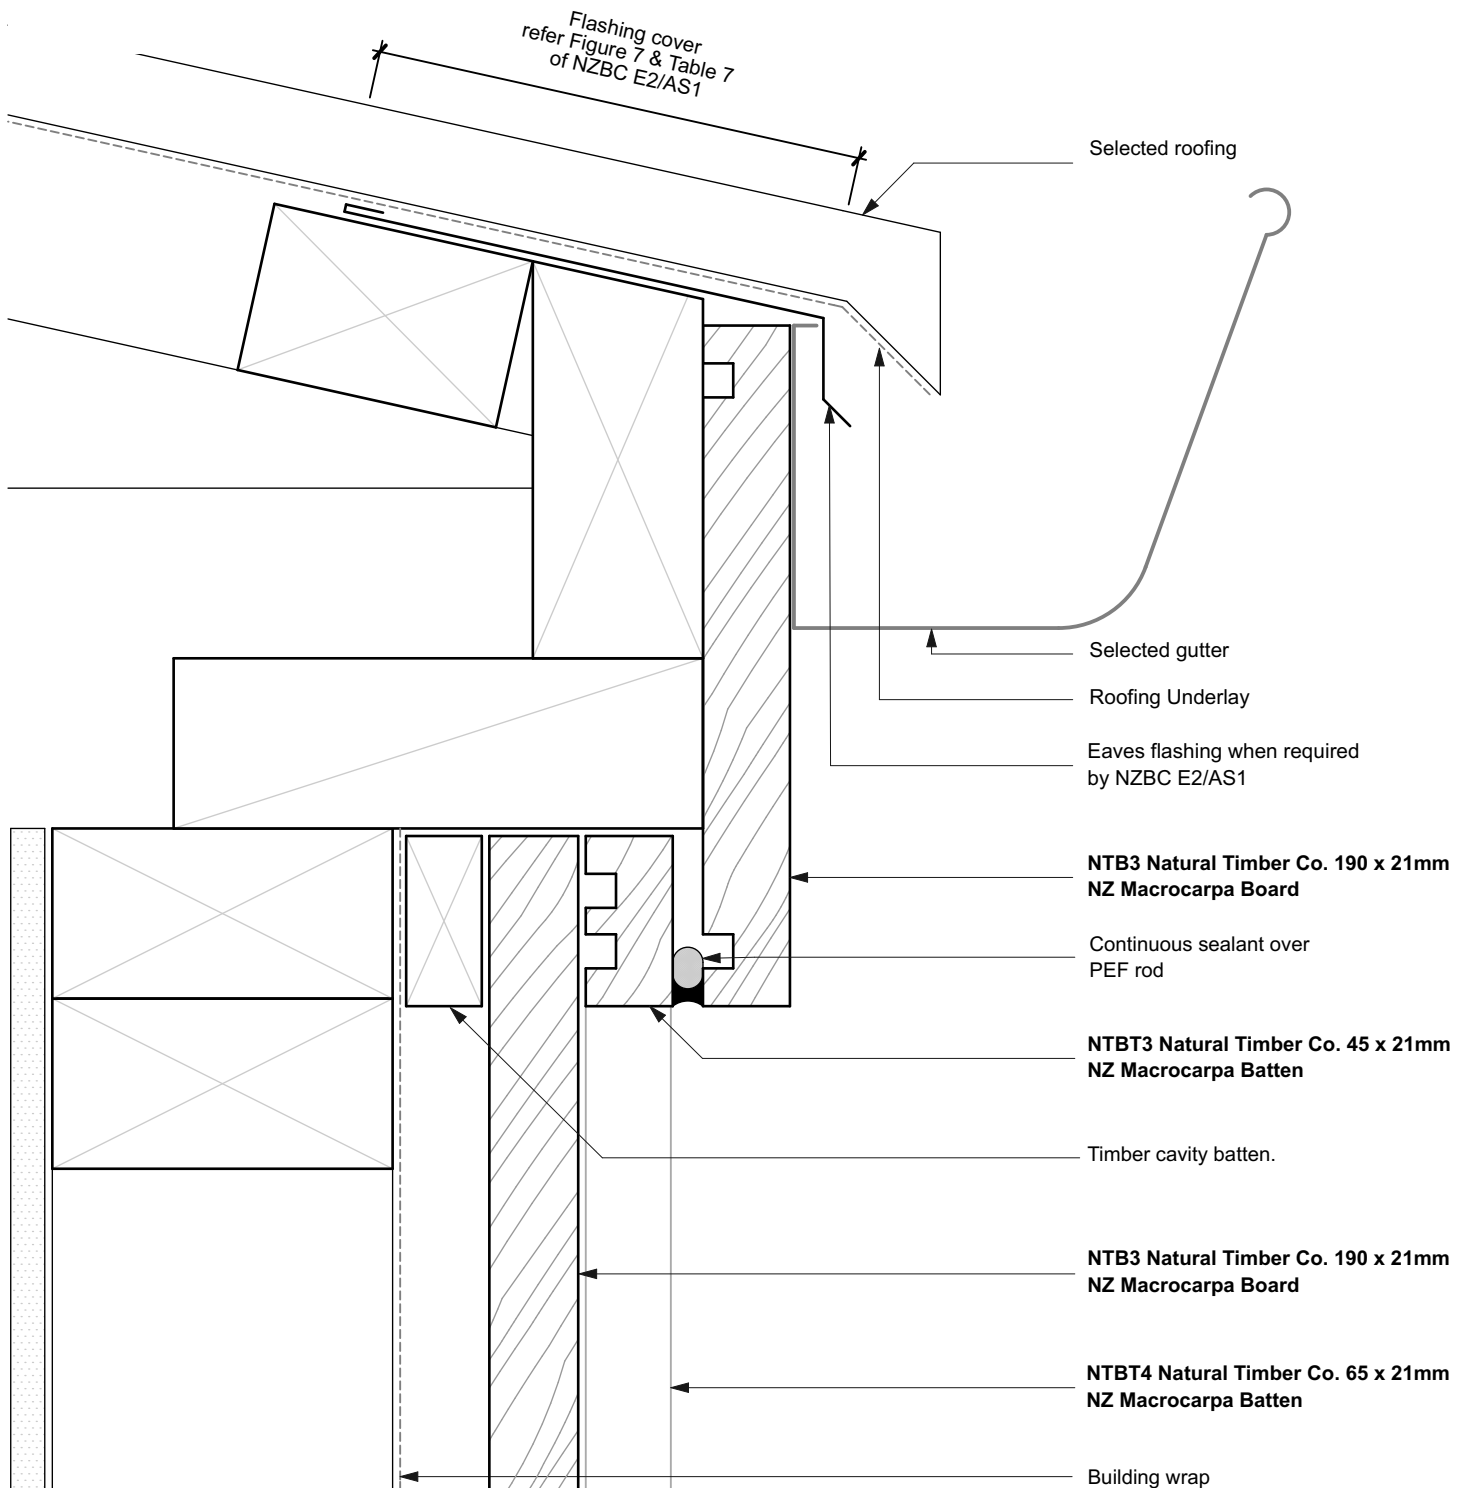 Flashing cover
refer Figure 7 & Table 7
of NZBC E2/AS1
Selected roofing
Selected gutter
Roofing Underlay
Eaves flashing when required
by NZBC E2/AS1
NTB3 Natural Timber Co. 190 x 21mm
NZ Macrocarpa Board
Continuous sealant over
PEF rod
NTBT3 Natural Timber Co. 45 x 21mm
NZ Macrocarpa Batten
Timber cavity batten.
NTB3 Natural Timber Co. 190 x 21mm
NZ Macrocarpa Board
NTBT4 Natural Timber Co. 65 x 21mm
NZ Macrocarpa Batten
Building wrap